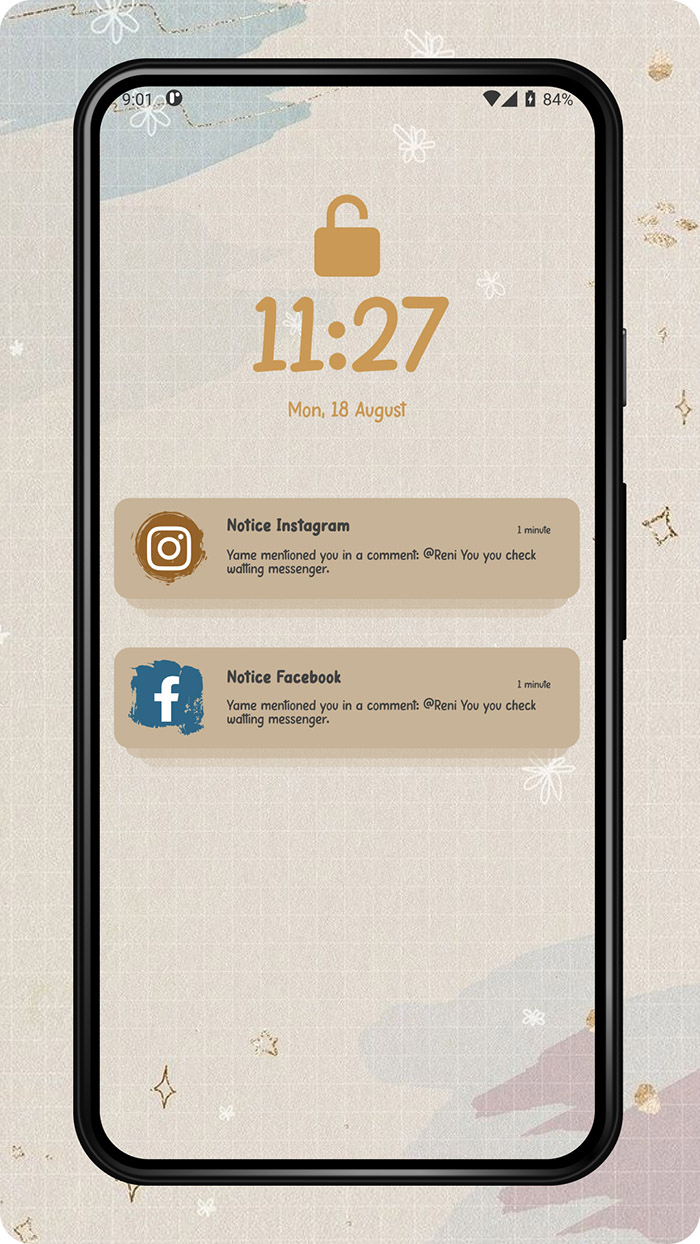 9:01 84%
11:27
Mon, 18 August
Notice Instagram
1 minute
Yame mentioned you in a comment: @Reni You you check
waiting messenger.
Notice Facebook
1 minute
Yame mentioned you in a comment: @Reni You you check
waiting messenger.